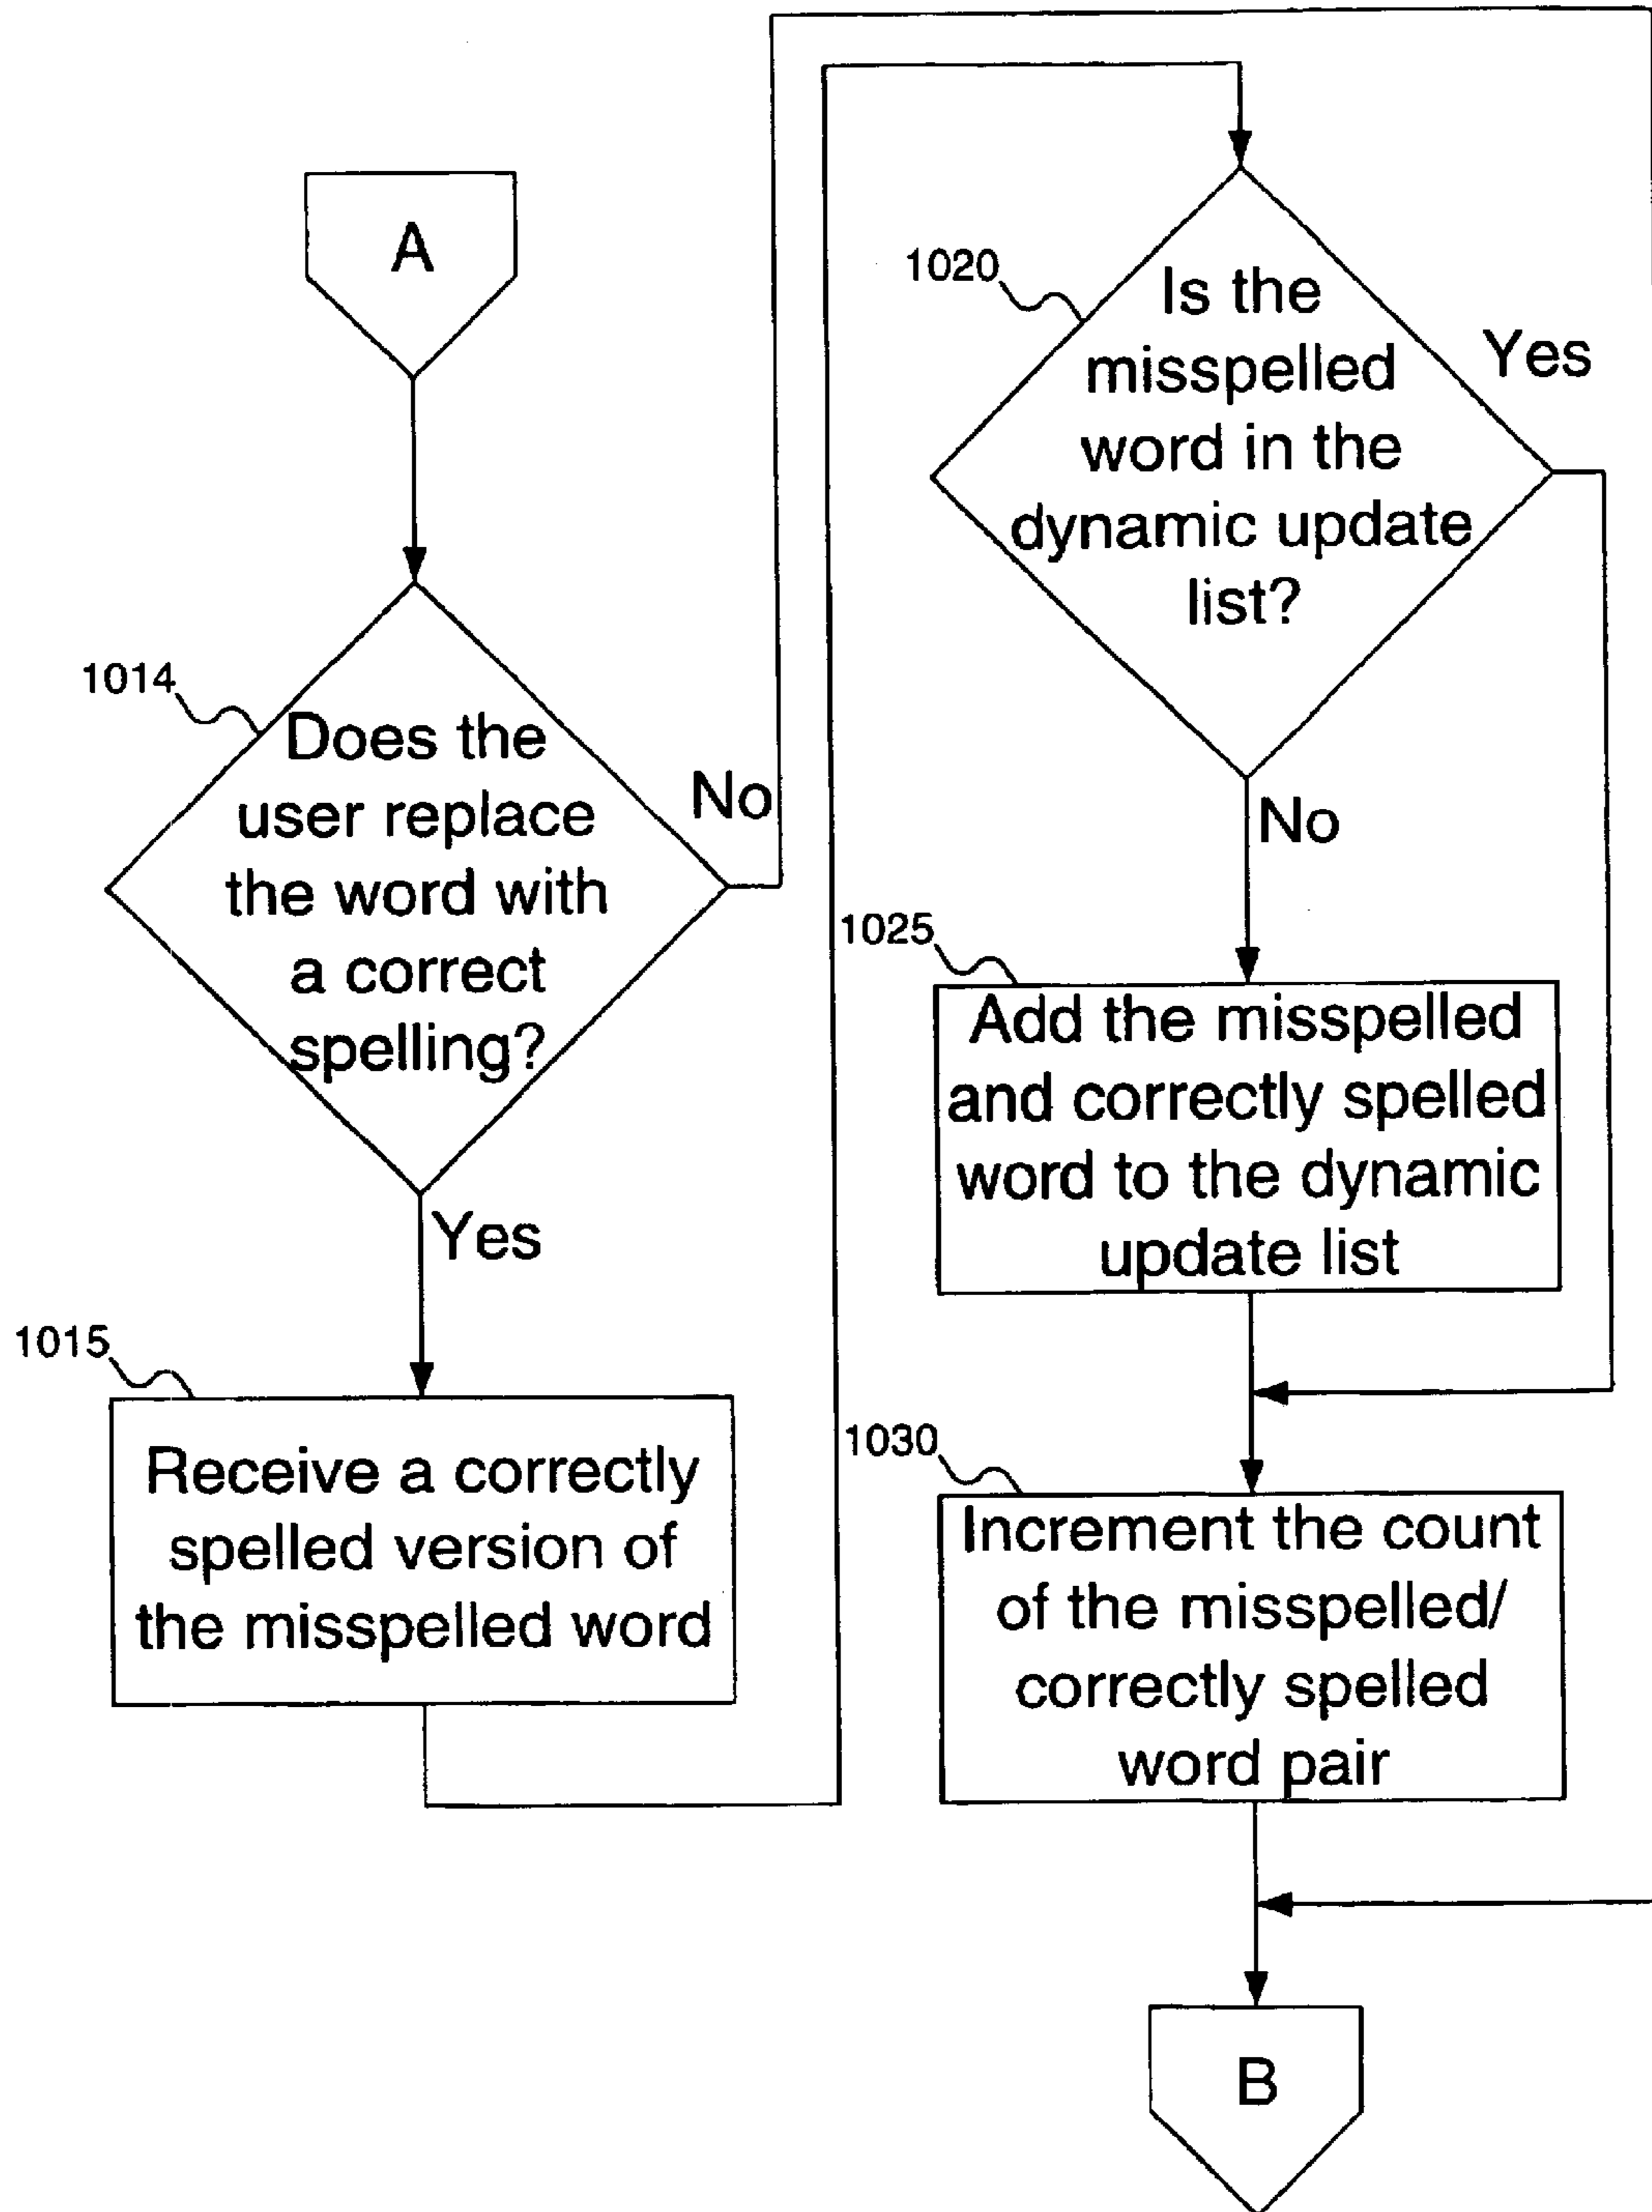 A
1014
Does the
user replace
the word with
a correct
spelling?
No
Yes
1015
Receive a correctly
spelled version of
the misspelled word
1020
Is the
misspelled
word in the
dynamic update
list?
Yes
No
1025
Add the misspelled
and correctly spelled
word to the dynamic
update list
1030
Increment the count
of the misspelled/
correctly spelled
word pair
B